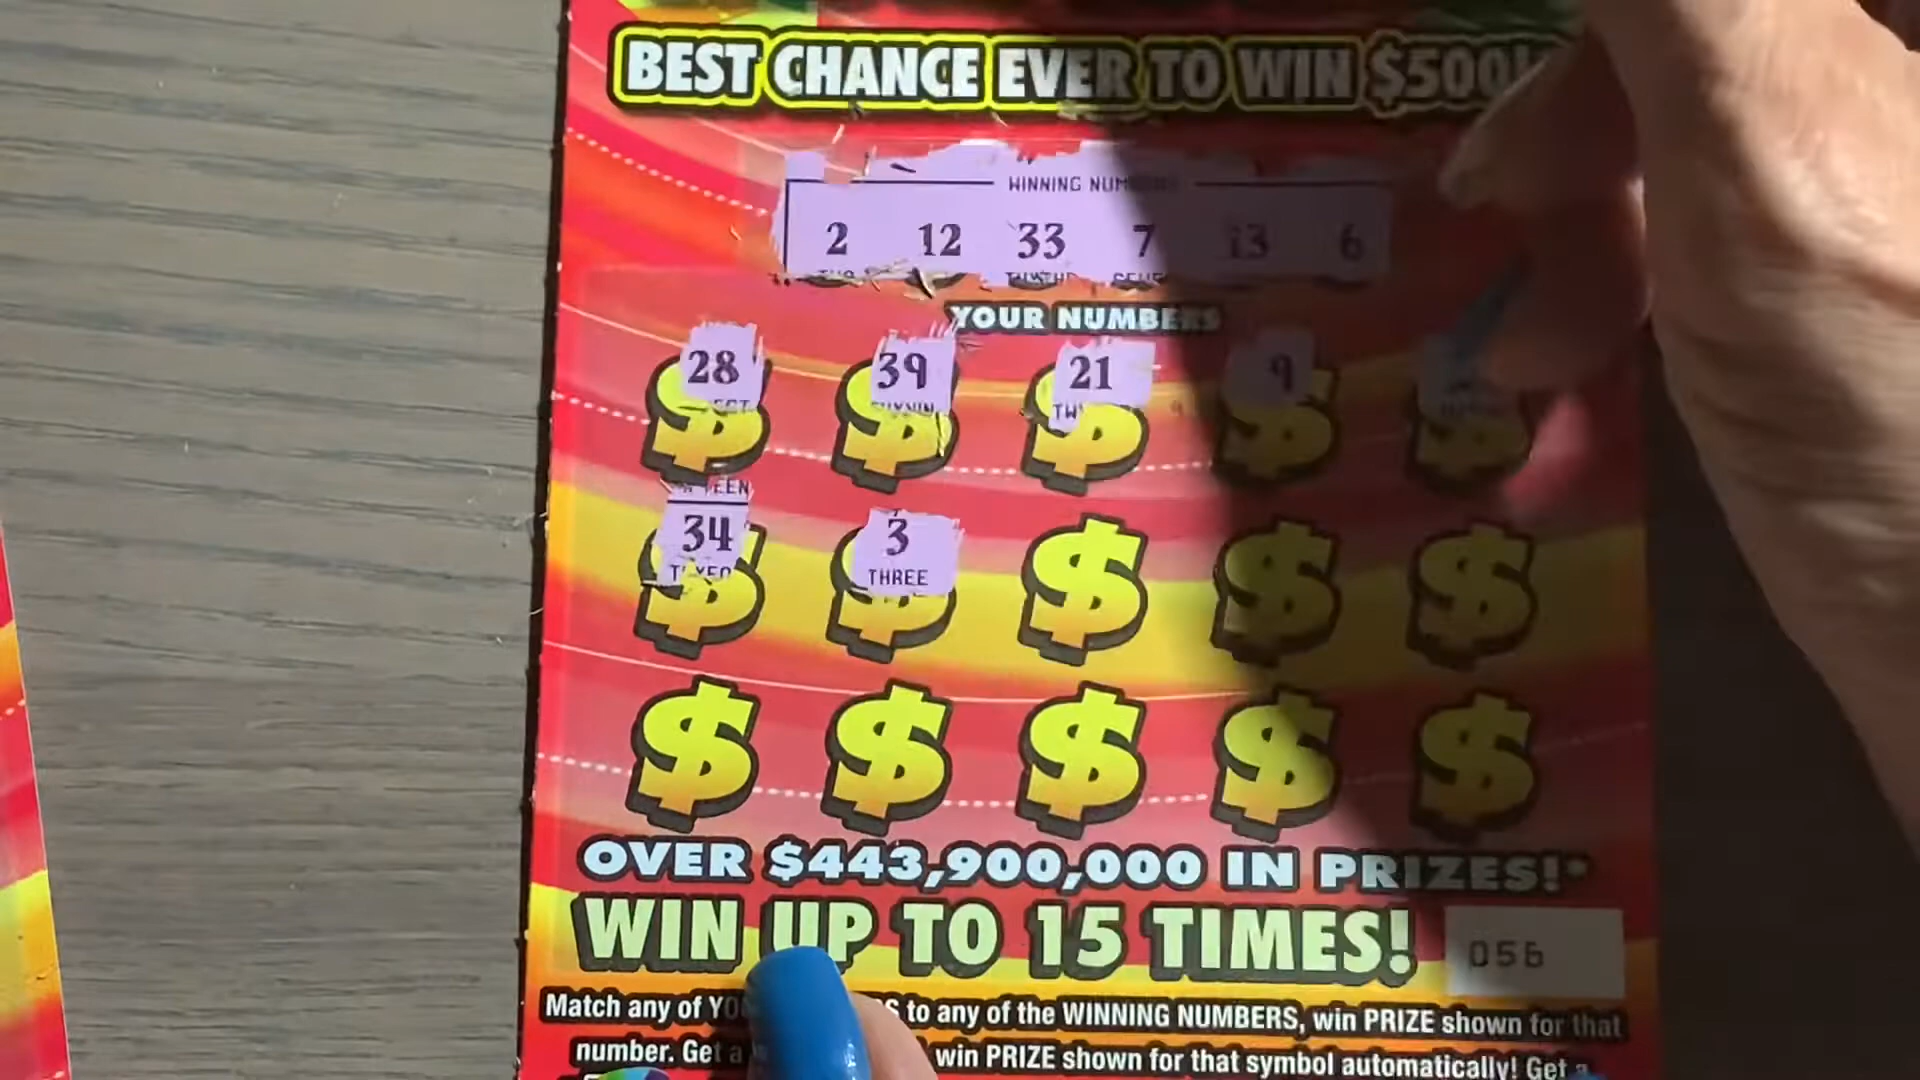 BEST CHANCE EVER TO WIN $500!
WINNING NUMBERS
2 12 33 7 13 6
YOUR NUMBERS
28 39 21 9
34 3
THREE
OVER $443,900,000 IN PRIZES!*
WIN UP TO 15 TIMES!
056
Match any of to any of the WINNING NUMBERS, win PRIZE shown for that
number. Get a win PRIZE shown for that symbol automatically! Get a